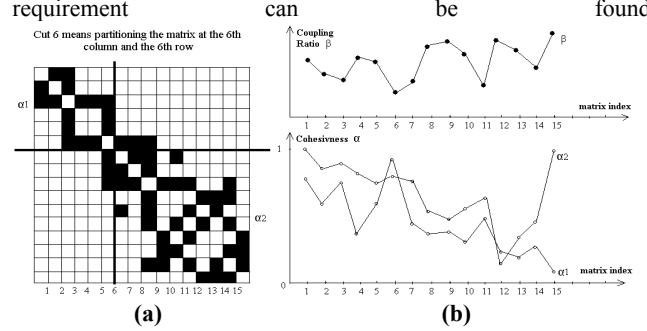 requirement can be found
Cut 6 means partitioning the matrix at the 6th
column and the 6th row
α1
α2
1 2 3 4 5 6 7 8 9 10 11 12 13 14 15
(a)
Coupling
Ratio β
β
matrix index
1 2 3 4 5 6 7 8 9 10 11 12 13 14 15
Cohesivness α
1
α2
α1
0
matrix index
1 2 3 4 5 6 7 8 9 10 11 12 13 14 15
(b)